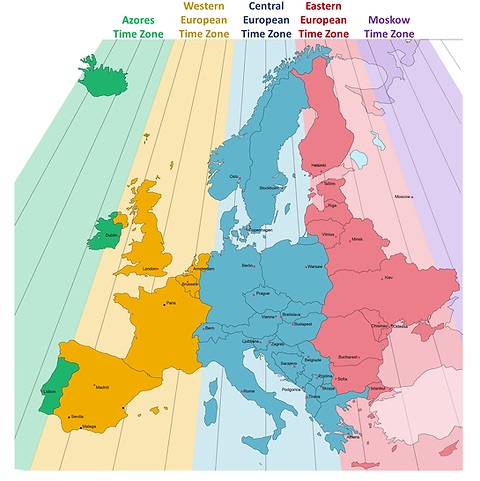 Azores
Time Zone
Western
European
Time Zone
Central
European
Time Zone
Eastern
European
Time Zone
Moskow
Time Zone
Helsinki
Oslo
Tallinn
Stockholm
Riga
Moscow
Copenhagen
Vilnius
Minsk
Dublin
London
Amsterdam
Berlin
Warsaw
Brussels
Kiev
Prague
Paris
Vienna
Bratislava
Budapest
Bern
Chisinau
Odessa
Ljubljana
Zagreb
Belgrade
Bucharest
Sarajevo
Sofia
Pristina
Skopje
Podgorica
Istanbul
Rome
Tirana
Madrid
Lisbon
Sevilla
Malaga
Athens